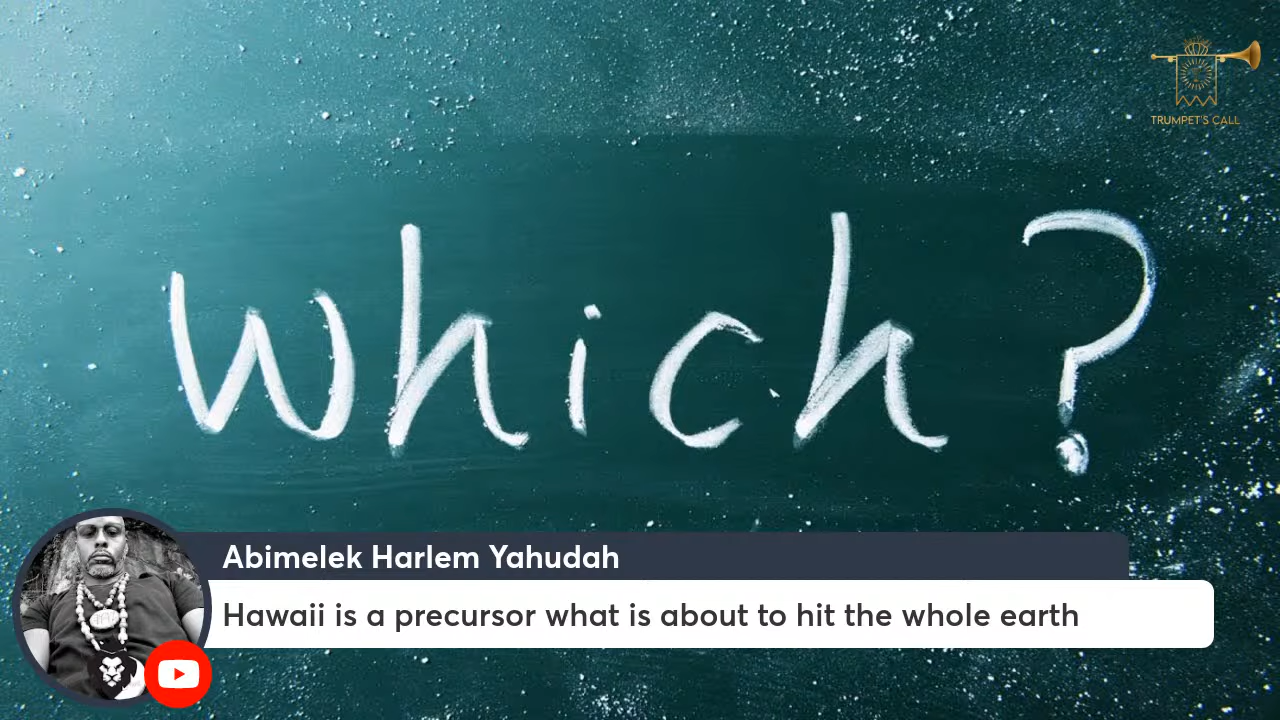 TRUMPET'S CALL
Which?
Abimelek Harlem Yahudah
Hawaii is a precursor what is about to hit the whole earth